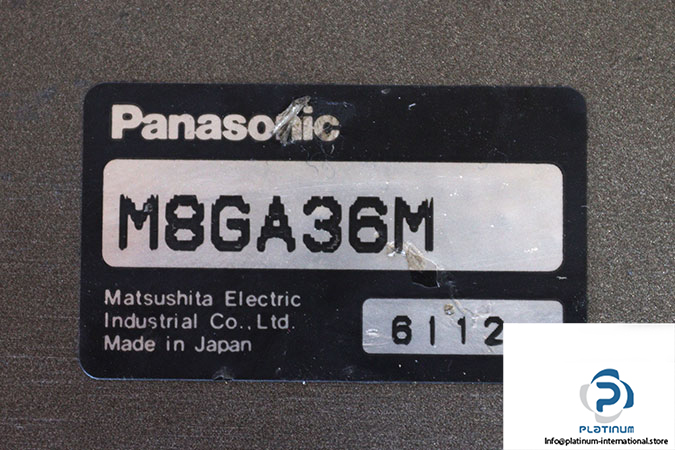 Panasonic
M8GA36M
Matsushita Electric
Industrial Co.,Ltd.
Made in Japan
6112
PLATINUM
Info@platinum-international.store